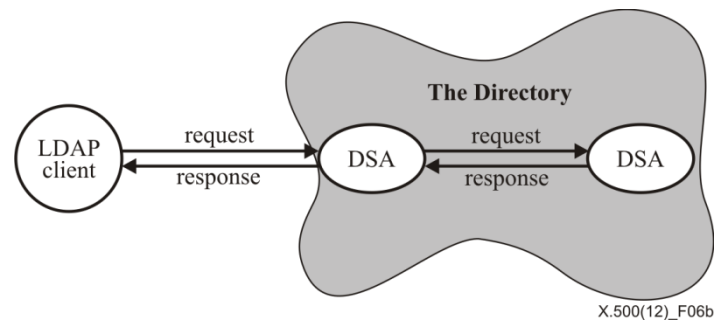 The Directory
LDAP
client
request
response
DSA
request
response
DSA
X.500(12)_F06b